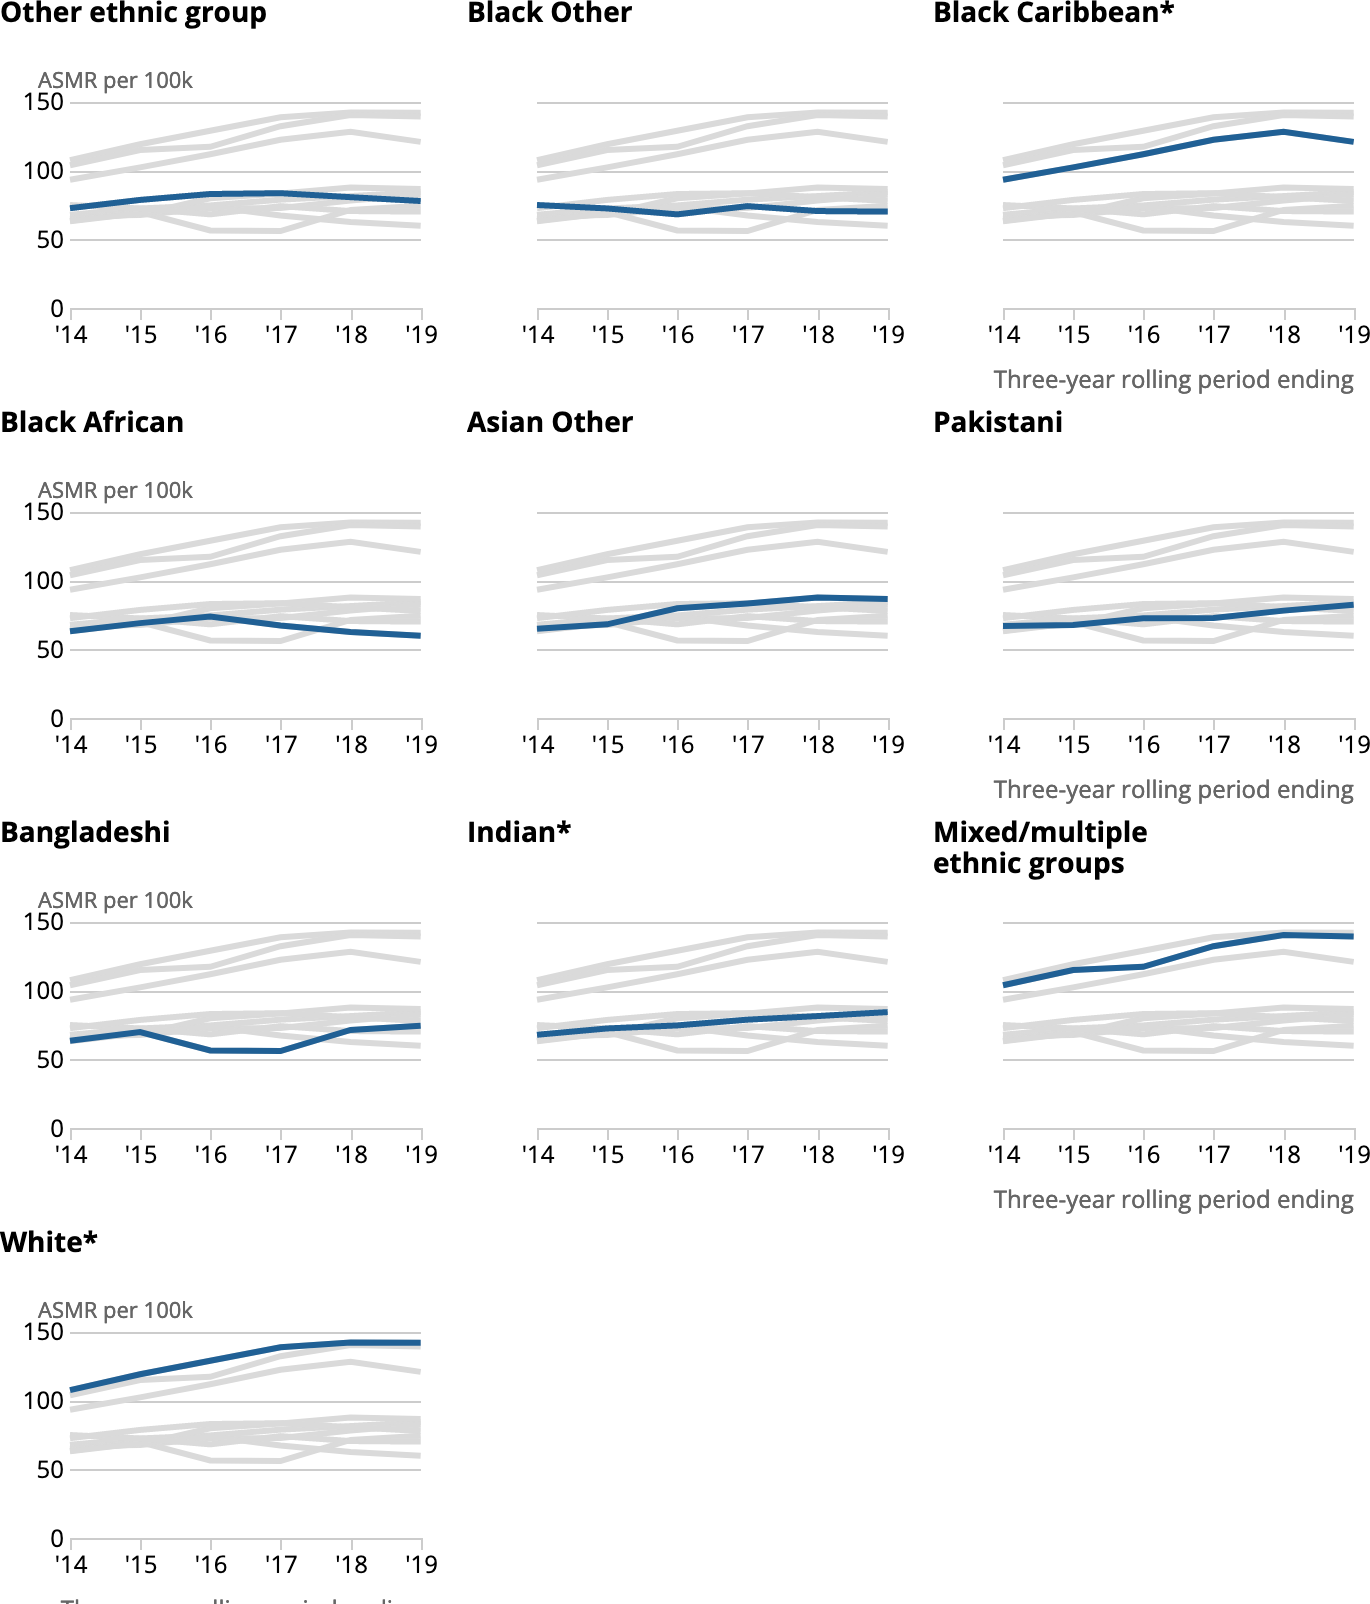 Other ethnic group
Black Other
Black Caribbean*
ASMR per 100k
150
100
50
0
'14 '15 '16 '17 '18 '19
'14 '15 '16 '17 '18 '19
'14 '15 '16 '17 '18 '19
Three-year rolling period ending
Black African
Asian Other
Pakistani
ASMR per 100k
150
100
50
0
'14 '15 '16 '17 '18 '19
'14 '15 '16 '17 '18 '19
'14 '15 '16 '17 '18 '19
Three-year rolling period ending
Bangladeshi
Indian*
Mixed/multiple
ethnic groups
ASMR per 100k
150
100
50
0
'14 '15 '16 '17 '18 '19
'14 '15 '16 '17 '18 '19
'14 '15 '16 '17 '18 '19
Three-year rolling period ending
White*
ASMR per 100k
150
100
50
0
'14 '15 '16 '17 '18 '19